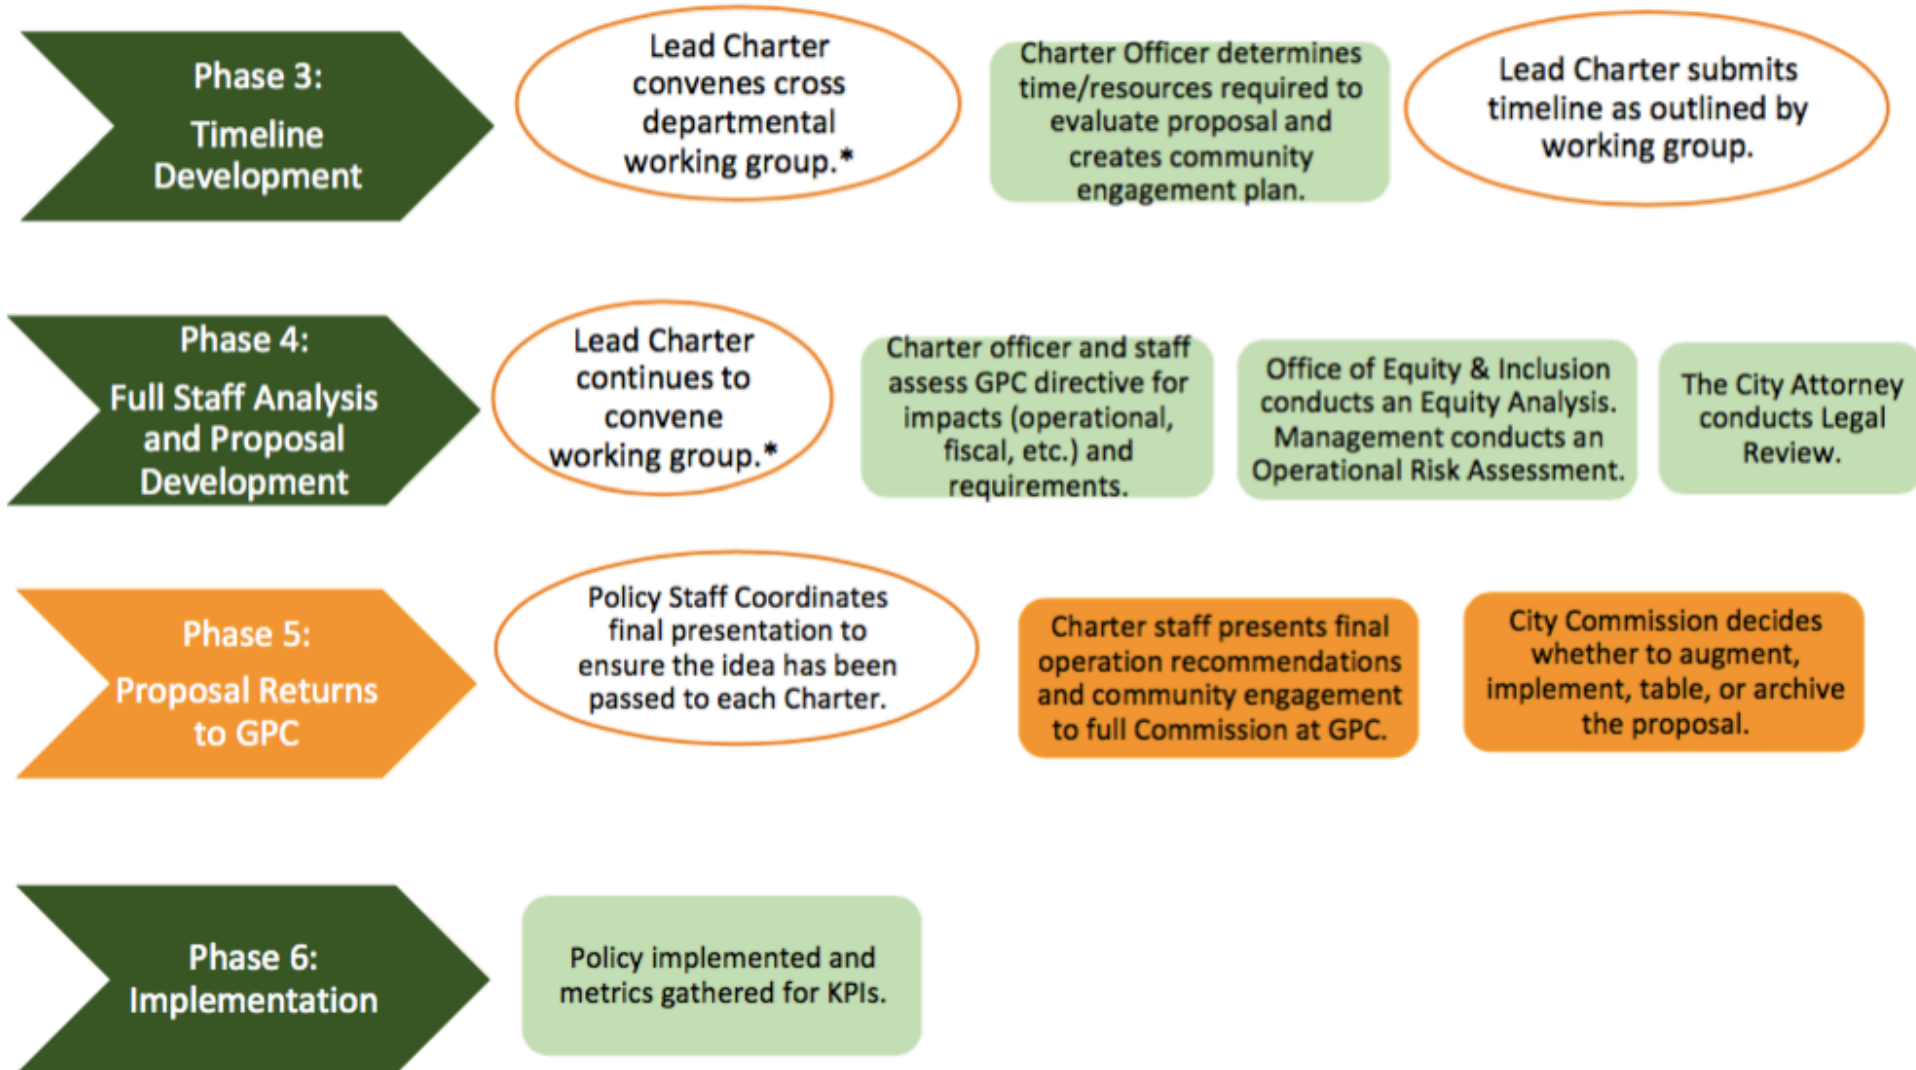 Phase 3:
Timeline
Development
Lead Charter
convenes cross
departmental
working group.*
Charter Officer determines
time/resources required to
evaluate proposal and
creates community
engagement plan.
Lead Charter submits
timeline as outlined by
working group.
Phase 4:
Full Staff Analysis
and Proposal
Development
Lead Charter
continues to
convene
working group.*
Charter officer and staff
assess GPC directive for
impacts (operational,
fiscal, etc.) and
requirements.
Office of Equity & Inclusion
conducts an Equity Analysis.
Management conducts an
Operational Risk Assessment.
The City Attorney
conducts Legal
Review.
Phase 5:
Proposal Returns
to GPC
Policy Staff Coordinates
final presentation to
ensure the idea has been
passed to each Charter.
Charter staff presents final
operation recommendations
and community engagement
to full Commission at GPC.
City Commission decides
whether to augment,
implement, table, or archive
the proposal.
Phase 6:
Implementation
Policy implemented and
metrics gathered for KPIs.